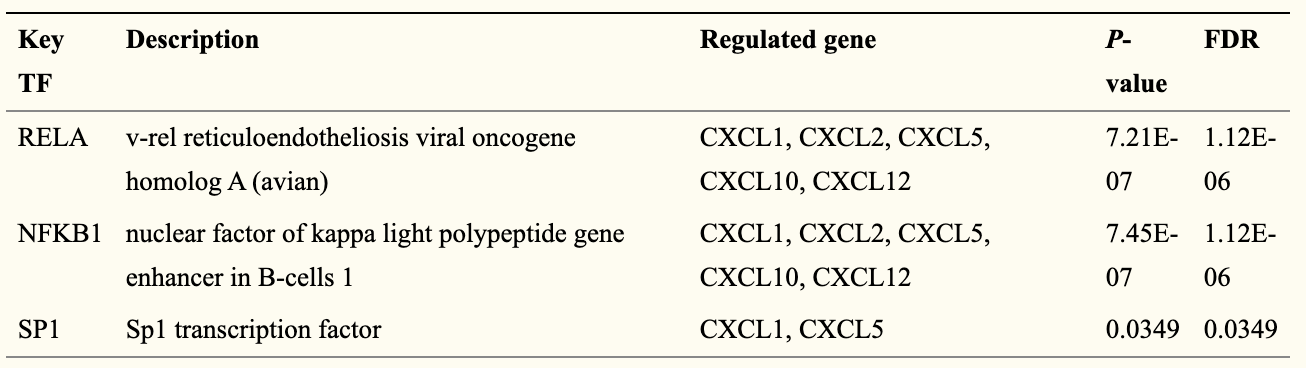 Key Description Regulated gene P- FDR
TF value
RELA v-rel reticuloendotheliosis viral oncogene CXCL1, CXCL2, CXCL5, 7.21E- 1.12E-
homolog A (avian) CXCL10, CXCL12 07 06
NFKB1 nuclear factor of kappa light polypeptide gene CXCL1, CXCL2, CXCL5, 7.45E- 1.12E-
enhancer in B-cells 1 CXCL10, CXCL12 07 06
SP1 Sp1 transcription factor CXCL1, CXCL5 0.0349 0.0349